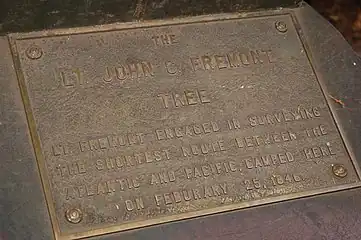 THE
LT. JOHN C. FREMONT
TREE
LT. FREMONT ENGAGED IN SURVEYING
THE SHORTEST ROUTE BETWEEN THE
ATLANTIC AND PACIFIC, CAMPED HERE
ON FEBURARY 25, 1846.